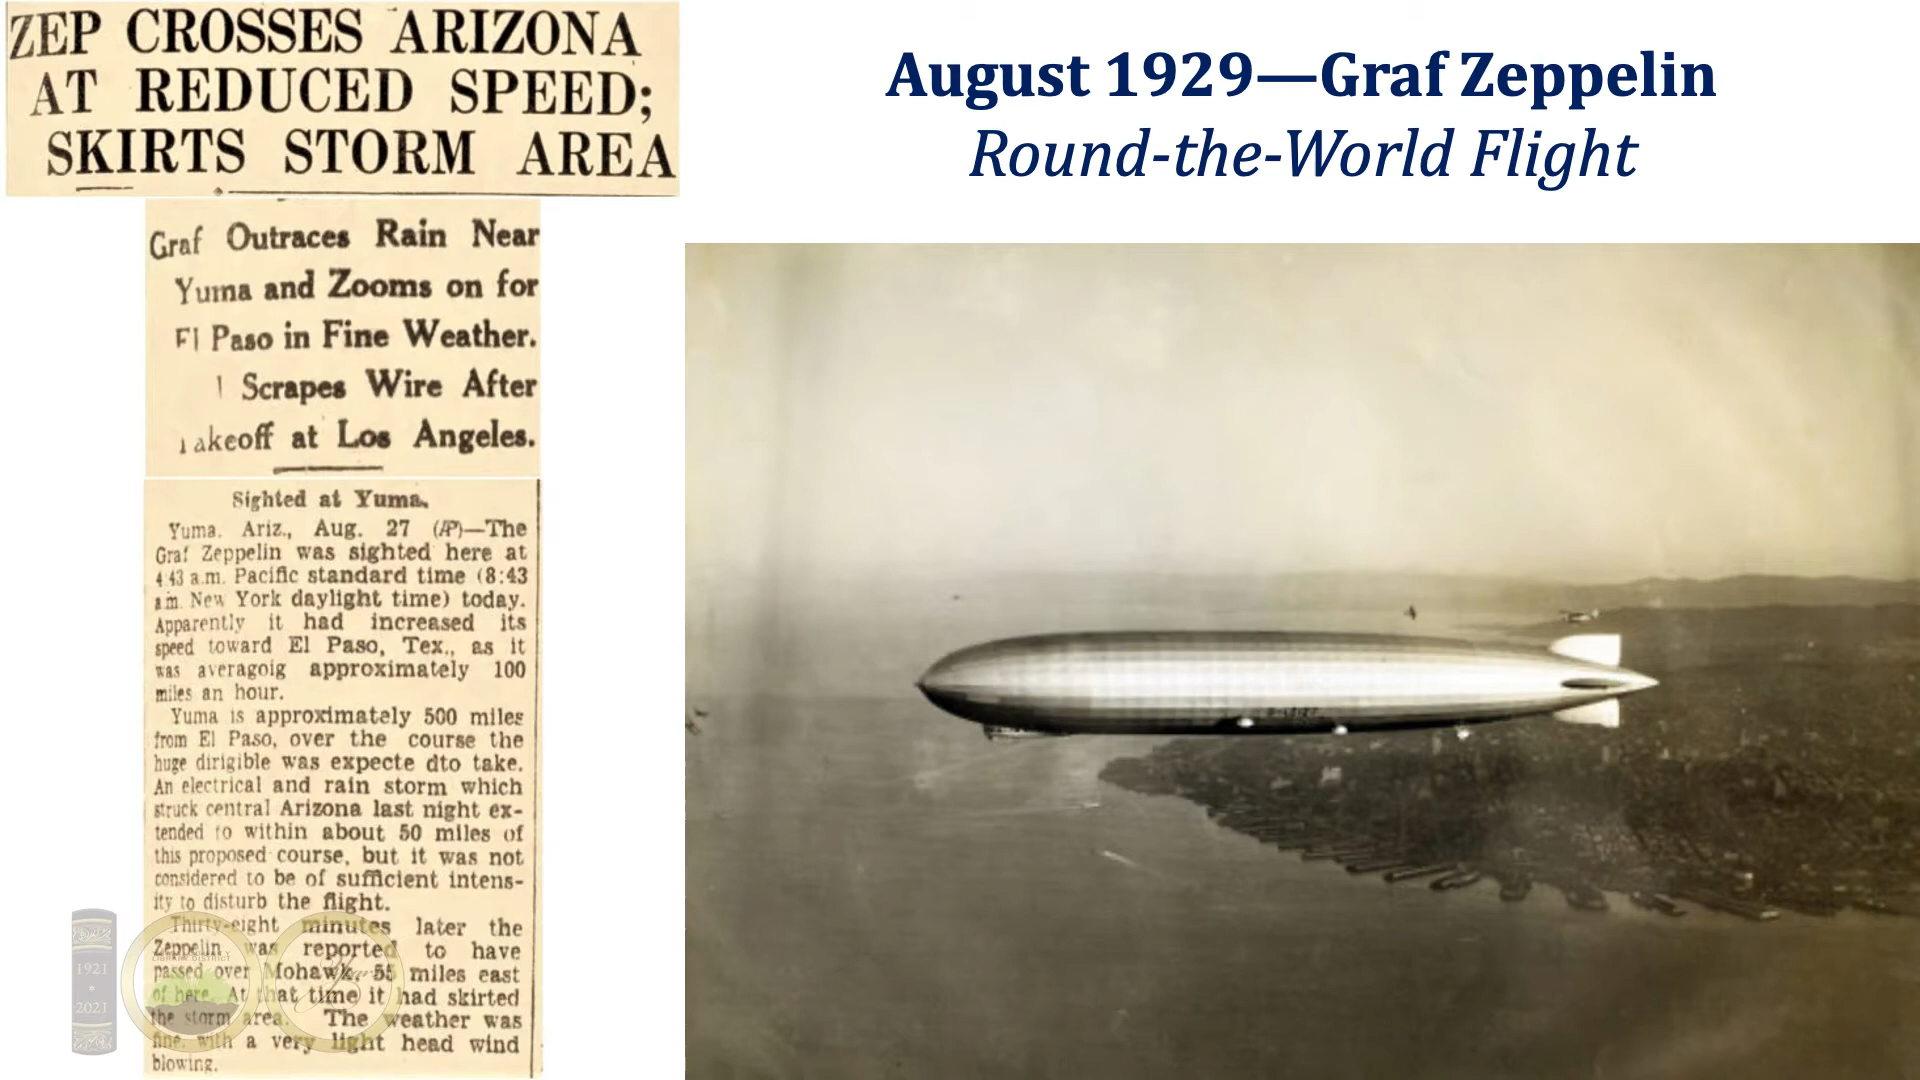 ZEP CROSSES ARIZONA
AT REDUCED SPEED;
SKIRTS STORM AREA
Graf Outraces Rain Near
Yuma and Zooms on for
El Paso in Fine Weather.
Scrapes Wire After
Takeoff at Los Angeles.
Sighted at Yuma.
Yuma, Ariz., Aug. 27 (AP)—The
Graf Zeppelin was sighted here at
4:43 a.m. Pacific standard time (8:43
a.m. New York daylight time) today.
Apparently it had increased its
speed toward El Paso, Tex., as it
was averagoig approximately 100
miles an hour.
Yuma is approximately 500 miles
from El Paso, over the course the
huge dirigible was expecte dto take.
An electrical and rain storm which
struck central Arizona last night ex-
tended to within about 50 miles of
this proposed course, but it was not
considered to be of sufficient intens-
ity to disturb the flight.
Thirty-eight minutes later the
Zeppelin was reported to have
passed over Mohawk, 55 miles east
of here. At that time it had skirted
the storm area. The weather was
fine, with a very light head wind
blowing.
August 1929—Graf Zeppelin
Round-the-World Flight
1921
2021
LIBRARY DISTRICT